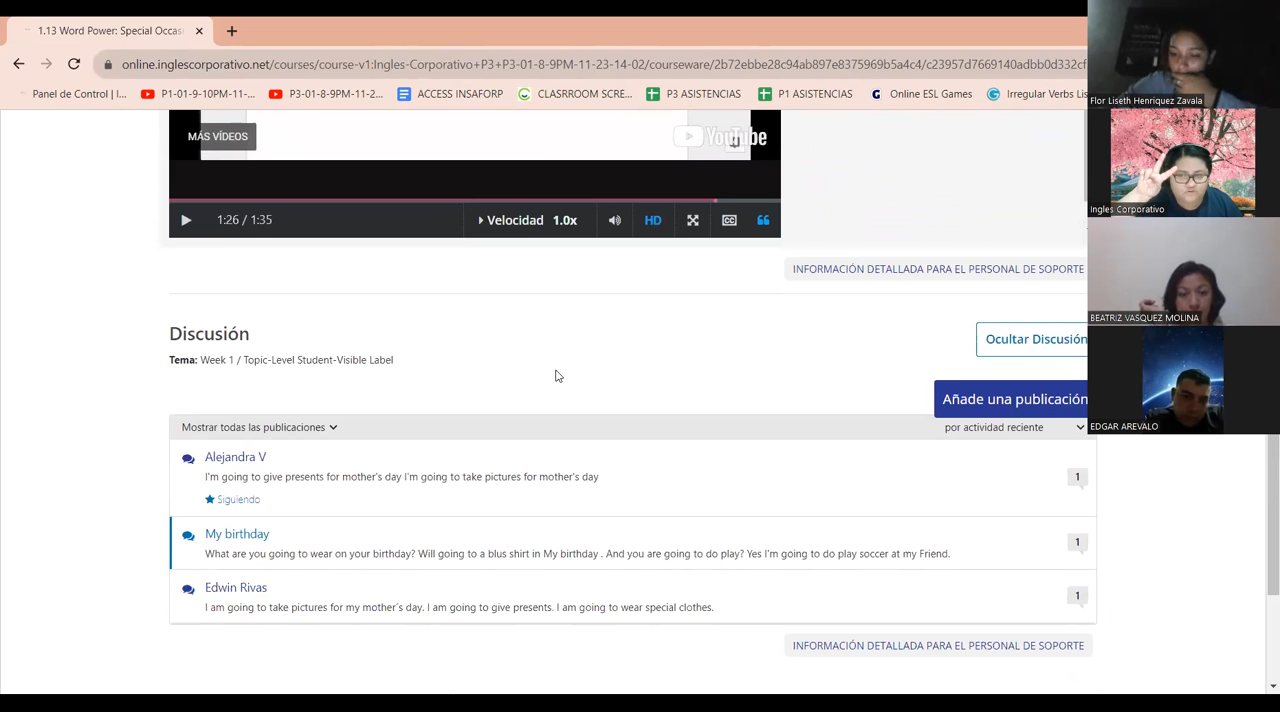 1.13 Word Power: Special Occas
online.inglescorporativo.net/courses/course-v1:Ingles-Corporativo+P3+P3-01-8-9PM-11-23-14-02/courseware/2b72ebbe28c94ab897e8375969b5a4c4/c23957d7669140adbb0d332cf
Panel de Control | I...
P1-01-9-10PM-11-...
P3-01-8-9PM-11-2...
ACCESS INSAFORP
CLASRROOM SCRE...
P3 ASISTENCIAS
P1 ASISTENCIAS
Online ESL Games
Irregular Verbs Lis
MÁS VÍDEOS
YouTube
1:26 / 1:35
Velocidad 1.0x
HD
CC
INFORMACIÓN DETALLADA PARA EL PERSONAL DE SOPORTE
Discusión
Ocultar Discusión
Tema: Week 1 / Topic-Level Student-Visible Label
Añade una publicación
Mostrar todas las publicaciones
por actividad reciente
Alejandra V
I'm going to give presents for mother's day I'm going to take pictures for mother's day
1
Siguiendo
My birthday
What are you going to wear on your birthday? Will going to a blus shirt in My birthday . And you are going to do play? Yes I'm going to do play soccer at my Friend.
1
Edwin Rivas
I am going to take pictures for my mother´s day. I am going to give presents. I am going to wear special clothes.
1
INFORMACIÓN DETALLADA PARA EL PERSONAL DE SOPORTE
Flor Liseth Henriquez Zavala
Ingles Corporativo
BEATRIZ VASQUEZ MOLINA
EDGAR AREVALO